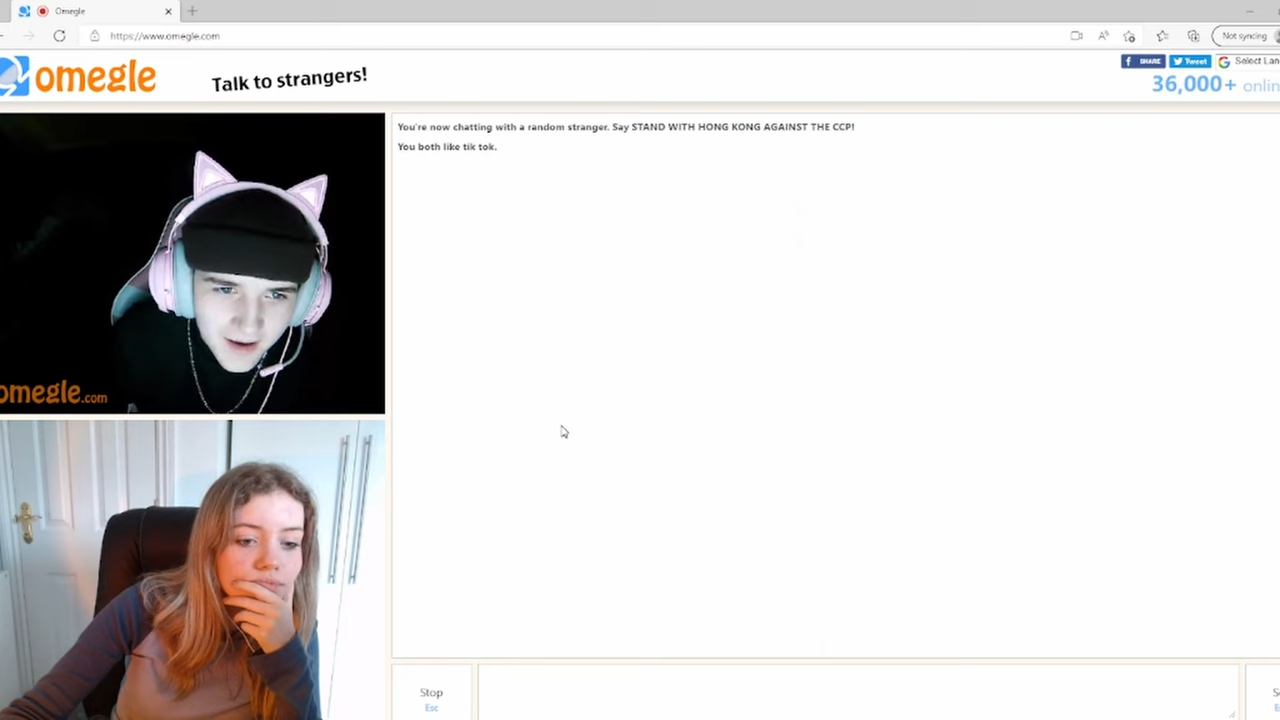 Omegle
https://www.omegle.com
Not syncing
omegle
Talk to strangers!
SHARE
Tweet
Select
36,000+
You're now chatting with a random stranger. Say STAND WITH HONG KONG AGAINST THE CCP!
You both like tik tok.
omegle.com
Stop
Esc